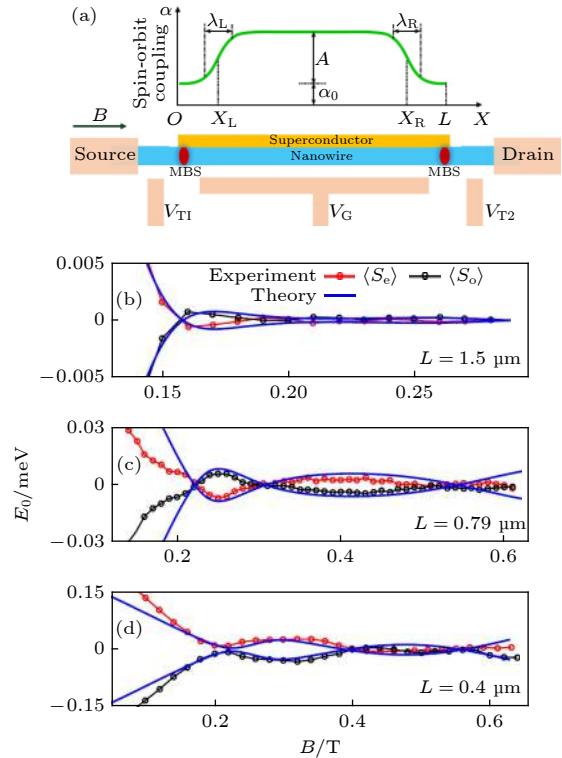 (a)
α
λL
λR
Spin-orbit
coupling
A
α0
O
XL
XR
L
X
B
Superconductor
Source
Nanowire
Drain
MBS
MBS
VT1
VG
VT2
0.005
Experiment ⟨Se⟩ ⟨So⟩
Theory
(b)
0
L = 1.5 µm
−0.005
0.15 0.20 0.25
0.03
(c)
0
L = 0.79 µm
−0.03
0.2 0.4 0.6
E0/meV
0.15
(d)
0
L = 0.4 µm
−0.15
0.2 0.4 0.6
B/T